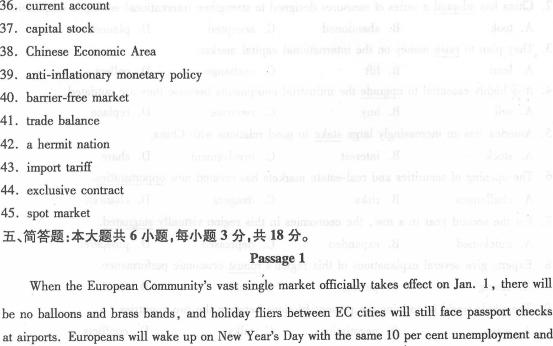 36. current account
37. capital stock
38. Chinese Economic Area
39. anti-inflationary monetary policy
40. barrier-free market
41. trade balance
42. a hermit nation
43. import tariff
44. exclusive contract
45. spot market
五、简答题:本大题共 6 小题,每小题 3 分,共 18 分。
Passage 1
When the European Community's vast single market officially takes effect on Jan. 1, there will
be no balloons and brass bands, and holiday fliers between EC cities will still face passport checks
at airports. Europeans will wake up on New Year's Day with the same 10 per cent unemployment and